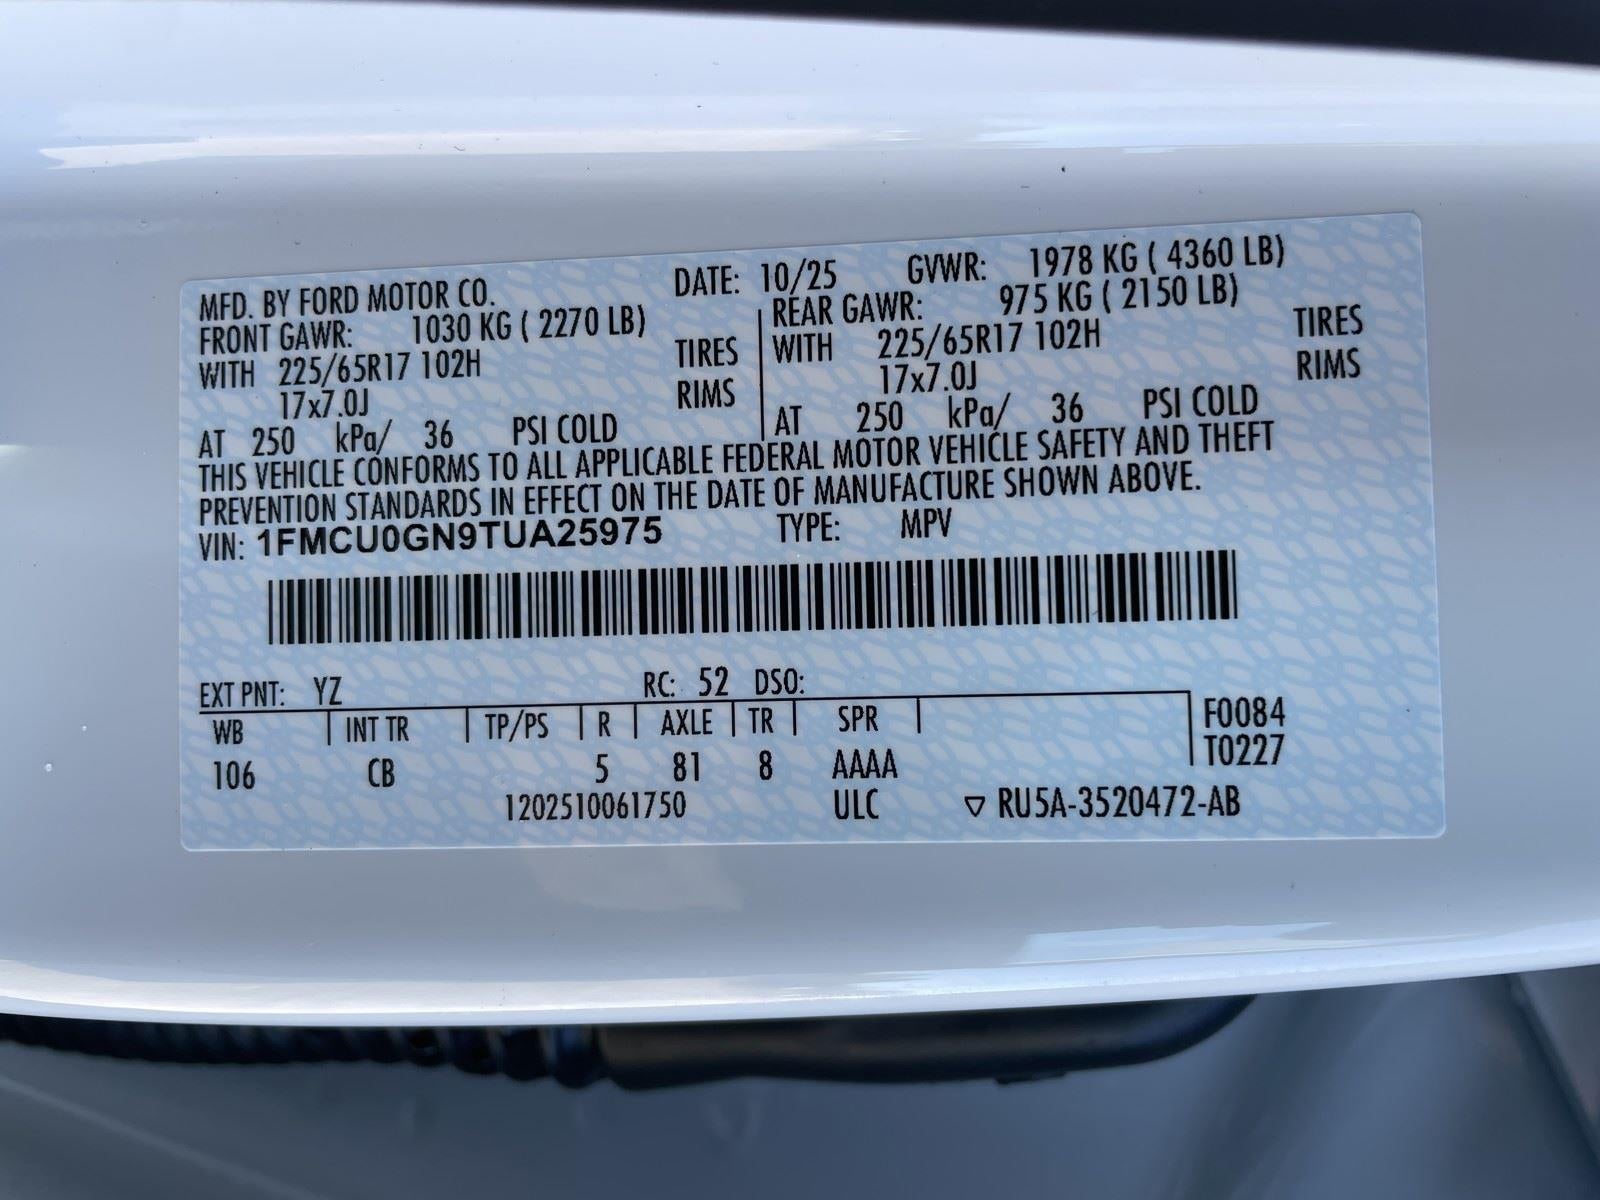 MFD. BY FORD MOTOR CO. DATE: 10/25 GVWR: 1978 KG ( 4360 LB)
FRONT GAWR: 1030 KG ( 2270 LB) REAR GAWR: 975 KG ( 2150 LB)
WITH 225/65R17 102H TIRES WITH 225/65R17 102H TIRES
17x7.0J RIMS 17x7.0J RIMS
AT 250 kPa/ 36 PSI COLD AT 250 kPa/ 36 PSI COLD
THIS VEHICLE CONFORMS TO ALL APPLICABLE FEDERAL MOTOR VEHICLE SAFETY AND THEFT
PREVENTION STANDARDS IN EFFECT ON THE DATE OF MANUFACTURE SHOWN ABOVE.
VIN: 1FMCU0GN9TUA25975 TYPE: MPV
EXT PNT: YZ RC: 52 DSO:
WB | INT TR | TP/PS | R | AXLE | TR | SPR | F0084
106 CB 5 81 8 AAAA T0227
1202510061750 ULC ▽ RU5A-3520472-AB